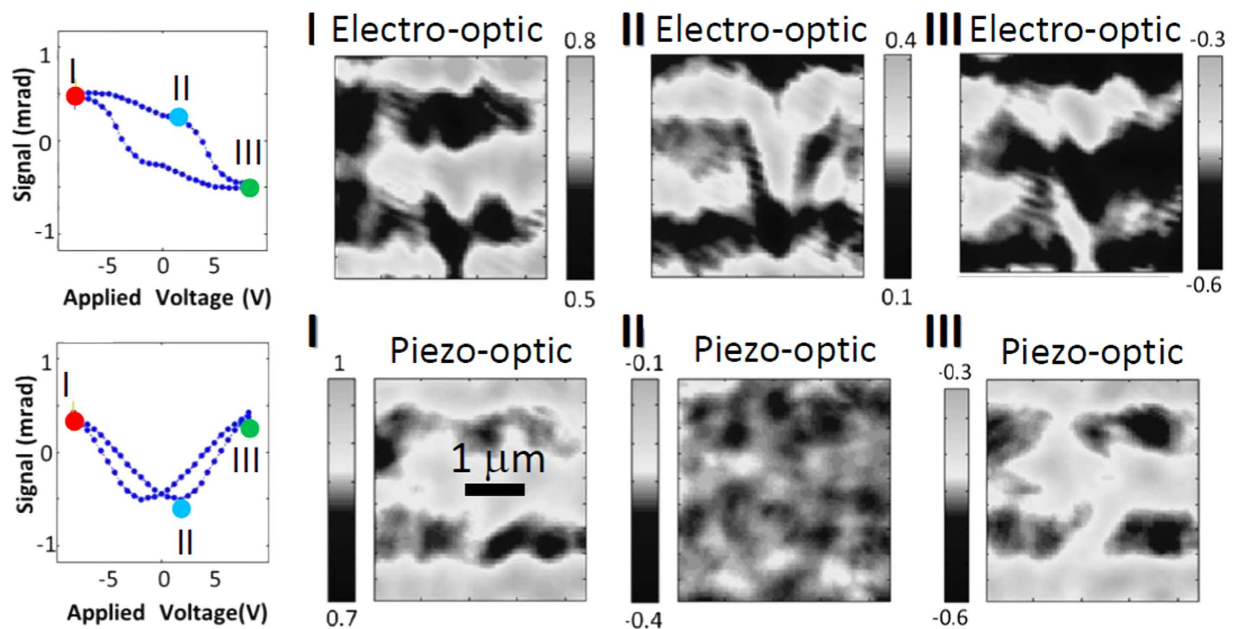 I Electro-optic
II Electro-optic
III Electro-optic
0.8
0.5
0.4
0.1
-0.3
-0.6
Signal (mrad)
1
0
-1
I
II
III
-5 0 5
Applied Voltage (V)
I
Piezo-optic
II
Piezo-optic
III
Piezo-optic
1
0.7
-0.1
-0.4
-0.3
-0.6
1 μm
Signal (mrad)
1
0
-1
I
II
III
-5 0 5
Applied Voltage(V)